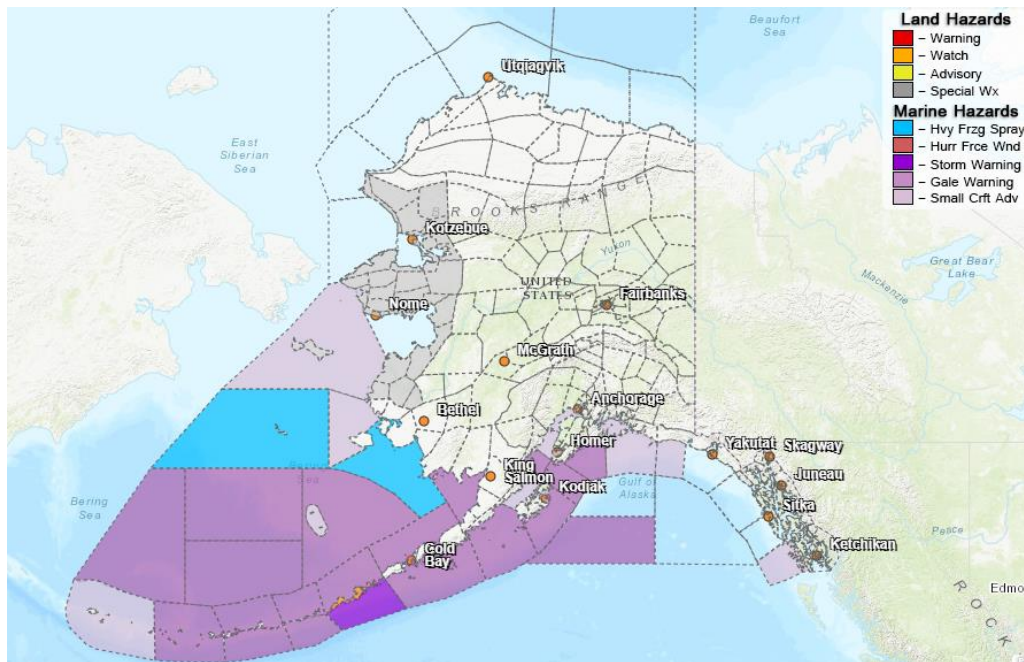 Beaufort
Sea
Land Hazards
– Warning
– Watch
– Advisory
– Special Wx
Marine Hazards
– Hvy Frzg Spray
– Hurr Frce Wnd
– Storm Warning
– Gale Warning
– Small Crft Adv
Utqiagvik
East
Siberian
Sea
BROOKS RANGE
Kotzebue
Yukon
Great Bear
Lake
Mackenzie
UNITED
STATES
Fairbanks
Nome
McGrath
Anchorage
Bethel
Homer
Yakutat
Skagway
King
Salmon
Juneau
Kodiak
Gulf of
Alaska
Sitka
Bering
Sea
Cold
Bay
Ketchikan
Peace
Edmo
ROCK